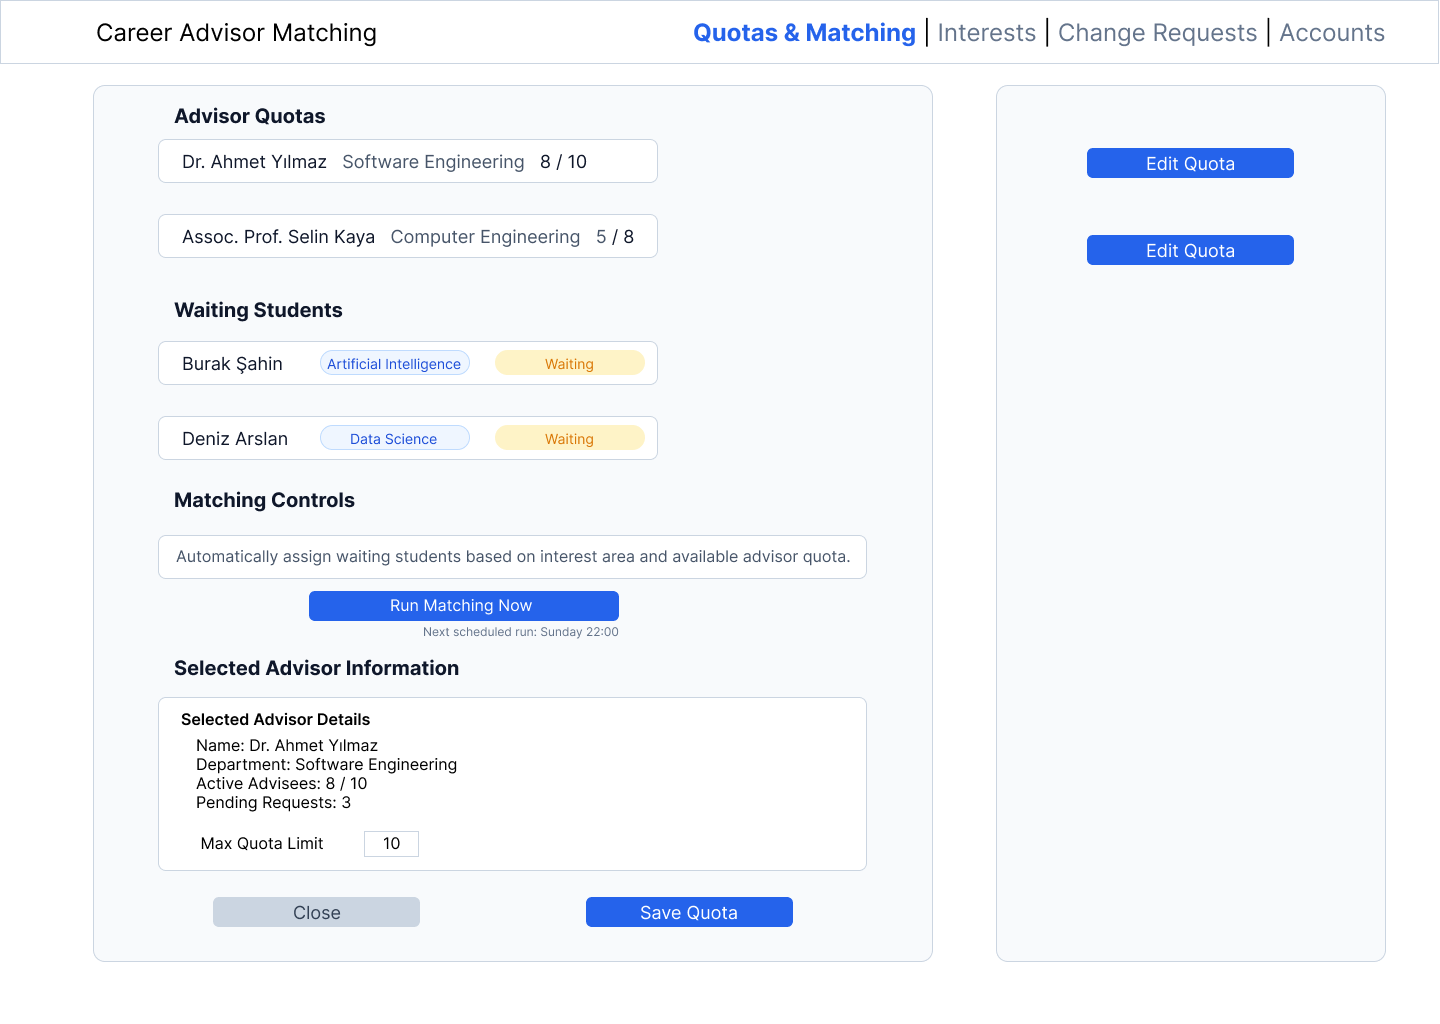 Career Advisor Matching
Quotas & Matching | Interests | Change Requests | Accounts
Advisor Quotas
Dr. Ahmet Yılmaz Software Engineering 8 / 10
Edit Quota
Assoc. Prof. Selin Kaya Computer Engineering 5 / 8
Edit Quota
Waiting Students
Burak Şahin Artificial Intelligence Waiting
Deniz Arslan Data Science Waiting
Matching Controls
Automatically assign waiting students based on interest area and available advisor quota.
Run Matching Now
Next scheduled run: Sunday 22:00
Selected Advisor Information
Selected Advisor Details
Name: Dr. Ahmet Yılmaz
Department: Software Engineering
Active Advisees: 8 / 10
Pending Requests: 3
Max Quota Limit 10
Close Save Quota